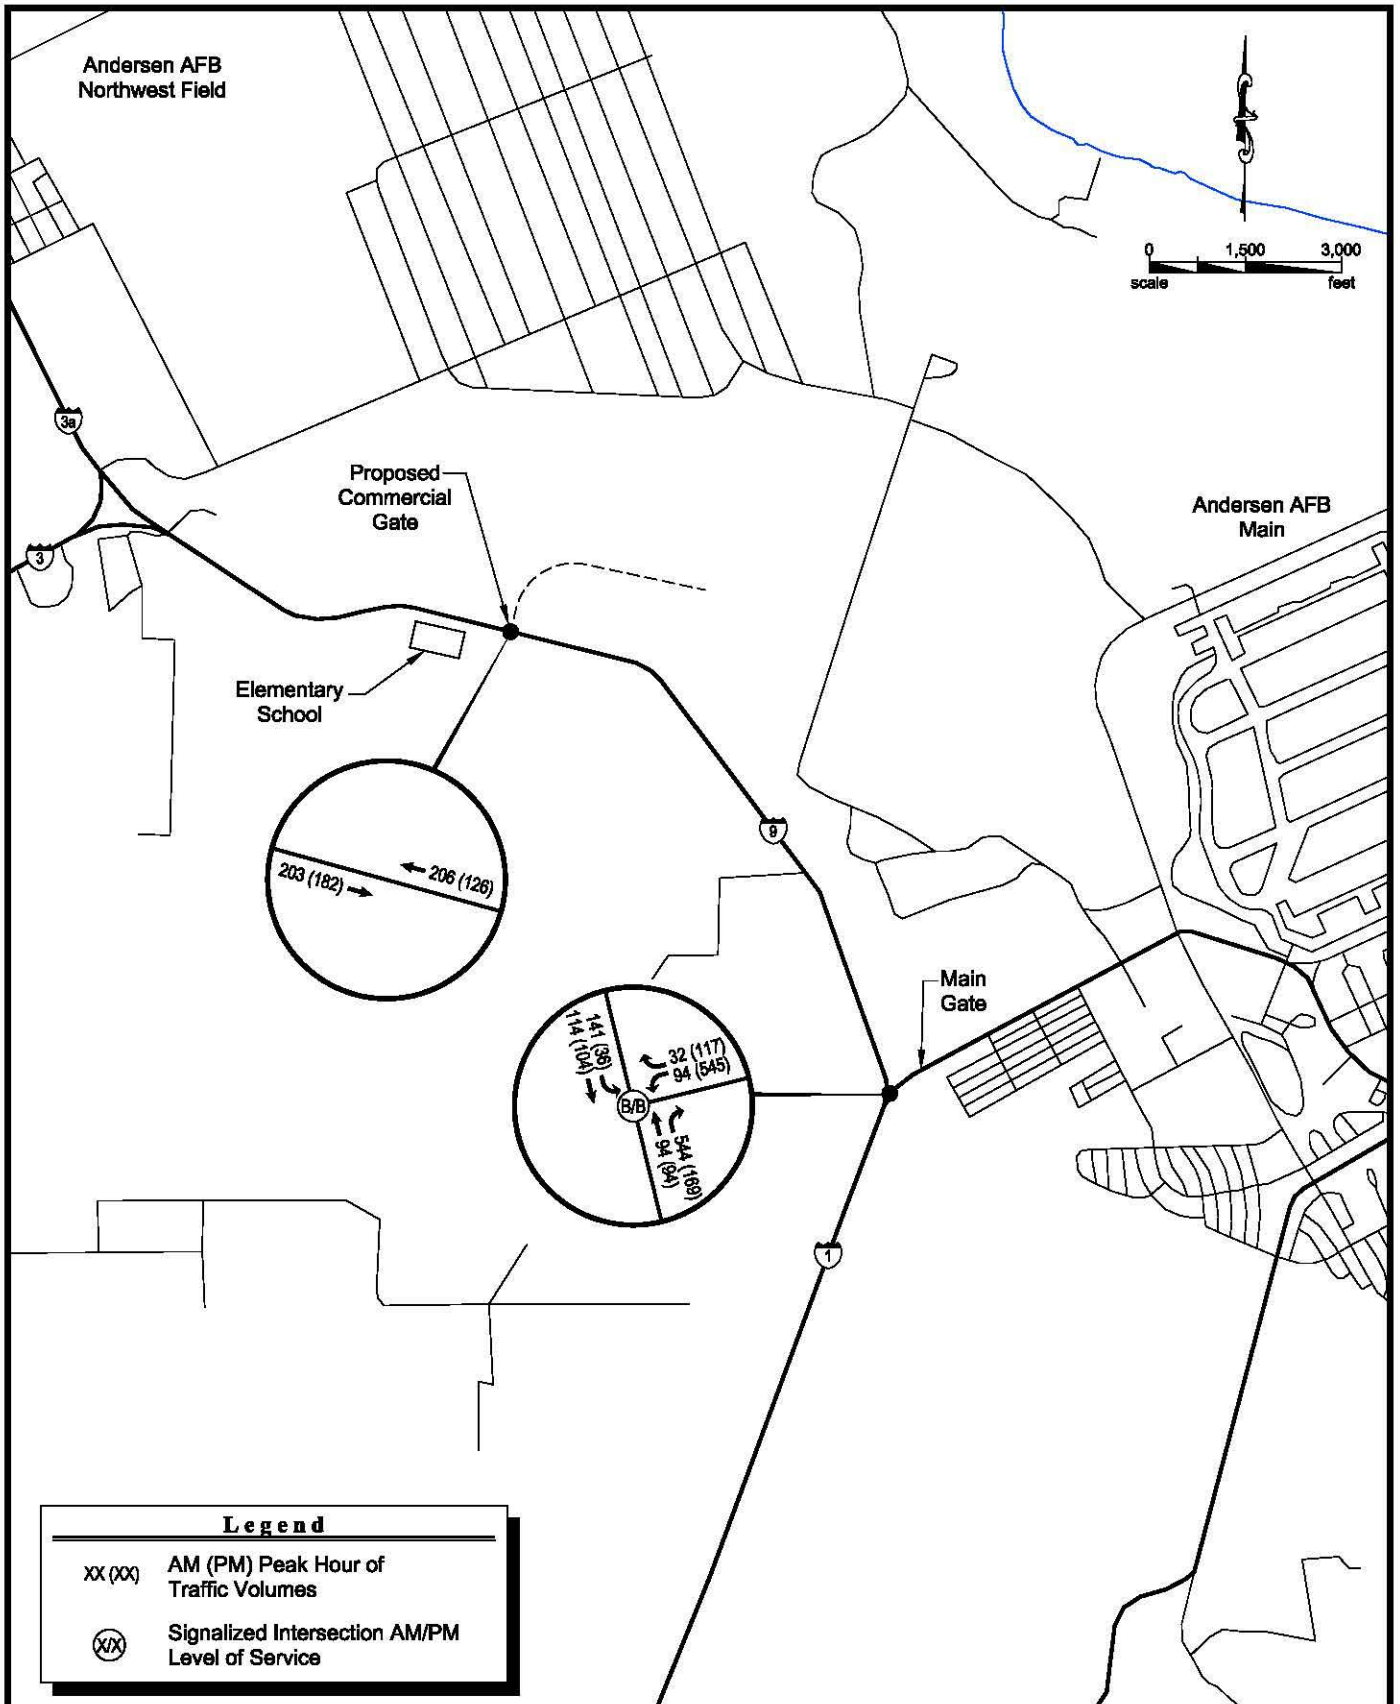 Andersen AFB
Northwest Field
0 1,500 3,000
scale feet
3a
Proposed
Commercial
Gate
Andersen AFB
Main
3
Elementary
School
9
203 (182)
206 (126)
Main
Gate
141 (36)
114 (104)
32 (117)
94 (545)
B/B
544 (169)
94 (94)
1
Legend
XX (XX) AM (PM) Peak Hour of
Traffic Volumes
X/X Signalized Intersection AM/PM
Level of Service